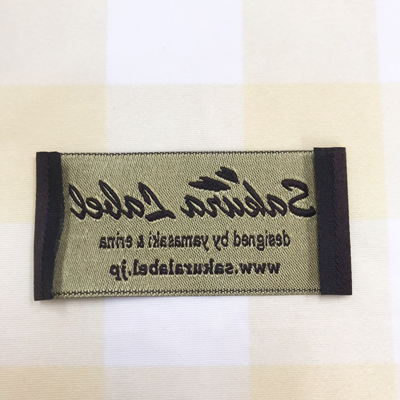 Sakura Label
designed by yamasaki & erina
www.sakuralabel.jp